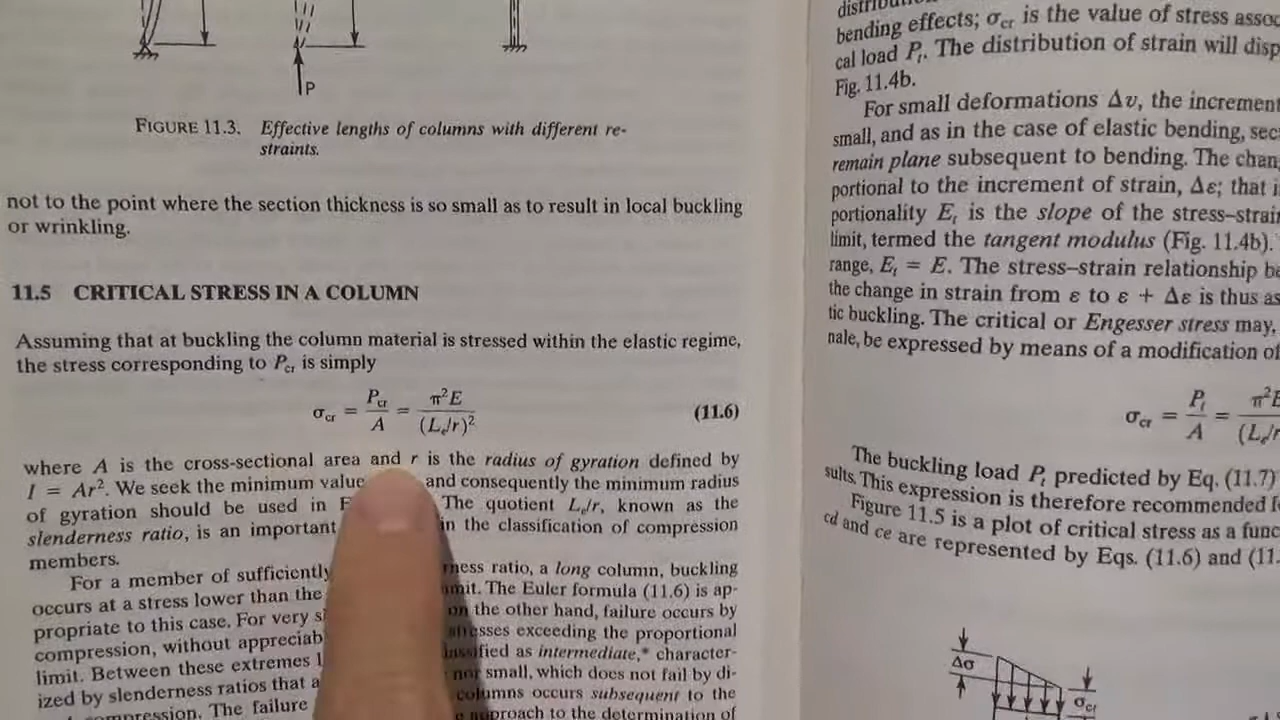 P
FIGURE 11.3. Effective lengths of columns with different re-
straints.
not to the point where the section thickness is so small as to result in local buckling
or wrinkling.
11.5 CRITICAL STRESS IN A COLUMN
Assuming that at buckling the column material is stressed within the elastic regime,
the stress corresponding to Pcr is simply
σcr = Pcr/A = π²E/(Le/r)² (11.6)
where A is the cross-sectional area and r is the radius of gyration defined by
I = Ar². We seek the minimum value and consequently the minimum radius
of gyration should be used in The quotient Le/r, known as the
slenderness ratio, is an important in the classification of compression
members.
For a member of sufficiently ratio, a long column, buckling
occurs at a stress lower than the The Euler formula (11.6) is ap-
propriate to this case. For very on the other hand, failure occurs by
compression, without stresses exceeding the proportional
limit. Between these extremes as intermediate,* character-
ized by slenderness ratios that small, which does not fail by di-
compression. The failure columns occurs subsequent to the
approach to the determination of
bending effects; σcr is the value of stress
cal load Pt. The distribution of strain will
Fig. 11.4b.
For small deformations Δv, the increment
small, and as in the case of elastic bending,
remain plane subsequent to bending. The
portional to the increment of strain, Δε; that
portionality Et is the slope of the
limit, termed the tangent modulus (Fig. 11.4b).
range, Et = E. The stress–strain relationship
the change in strain from ε to ε + Δε is thus
tic buckling. The critical or Engesser stress may,
nale, be expressed by means of a modification of
σcr = Pt/A =
The buckling load Pt predicted by Eq. (11.7)
sults. This expression is therefore recommended
Figure 11.5 is a plot of critical stress as a
cd and ce are represented by Eqs. (11.6) and
Δσ
σcr